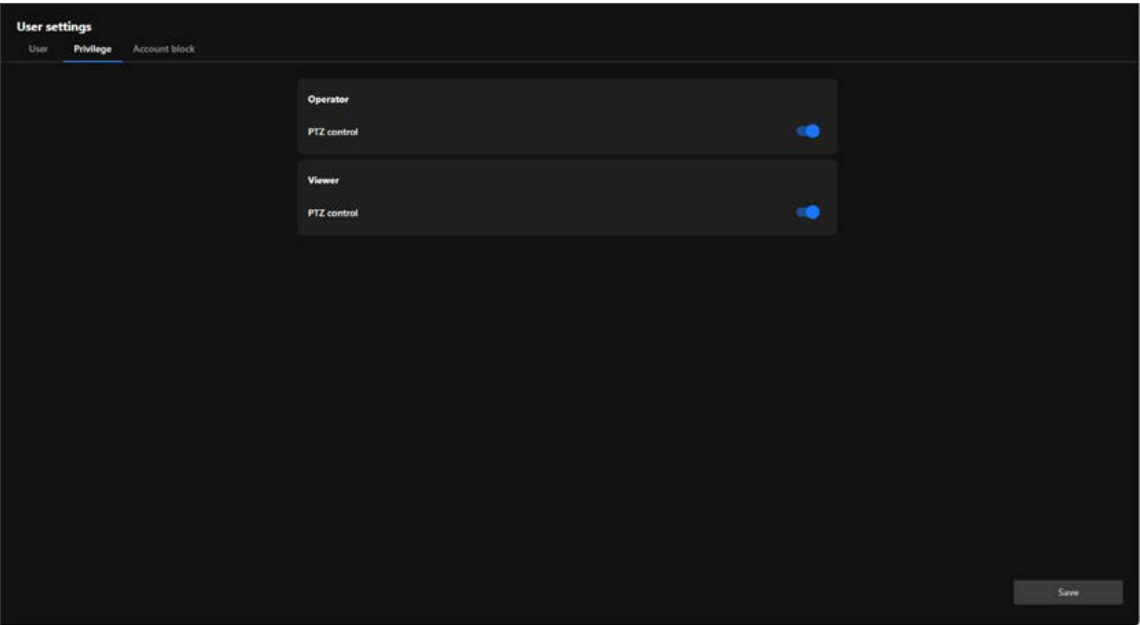 User settings
User Privilege Account block
Operator
PTZ control
Viewer
PTZ control
Save